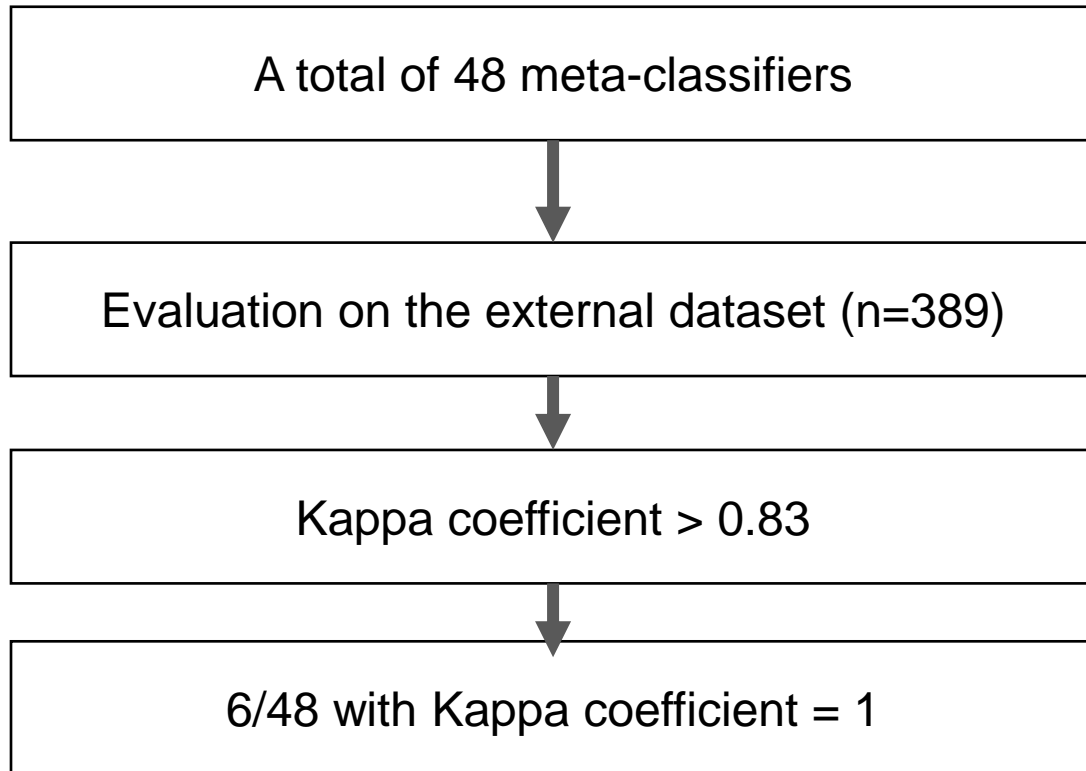 A total of 48 meta-classifiers
Evaluation on the external dataset (n=389)
Kappa coefficient > 0.83
6/48 with Kappa coefficient = 1